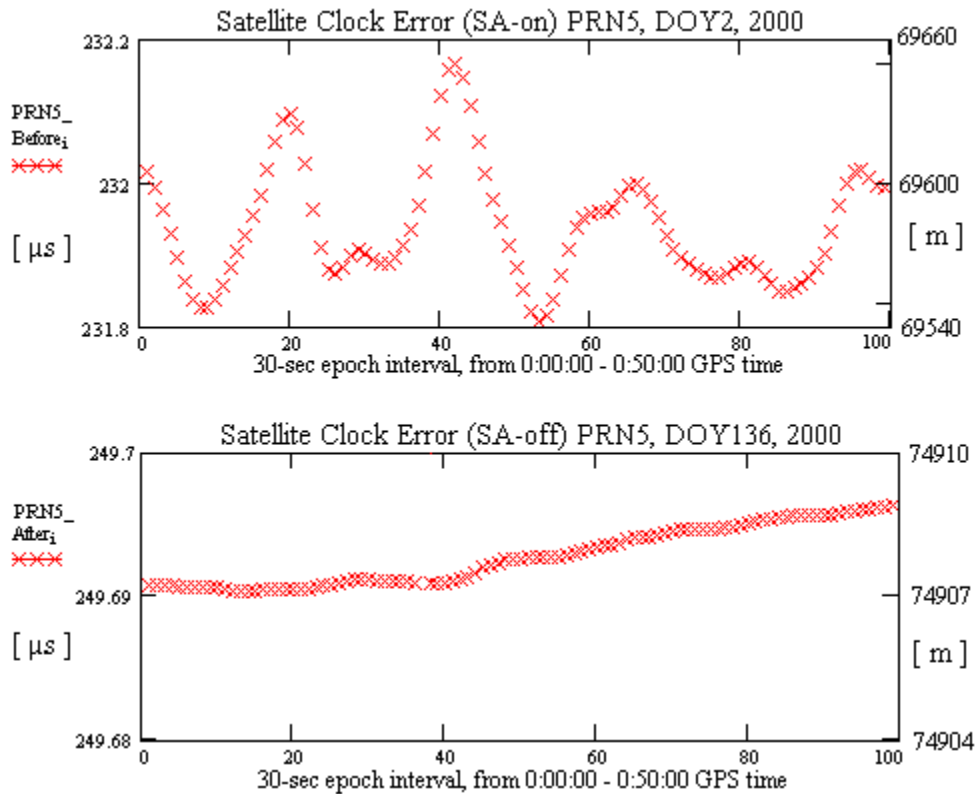 Satellite Clock Error (SA-on) PRN5, DOY2, 2000
232.2
69660
PRN5_
Before i
232
69600
[ µs ]
[ m ]
231.8
69540
0 20 40 60 80 100
30-sec epoch interval, from 0:00:00 - 0:50:00 GPS time
Satellite Clock Error (SA-off) PRN5, DOY136, 2000
249.7
74910
PRN5_
After i
249.69
74907
[ µs ]
[ m ]
249.68
74904
0 20 40 60 80 100
30-sec epoch interval, from 0:00:00 - 0:50:00 GPS time